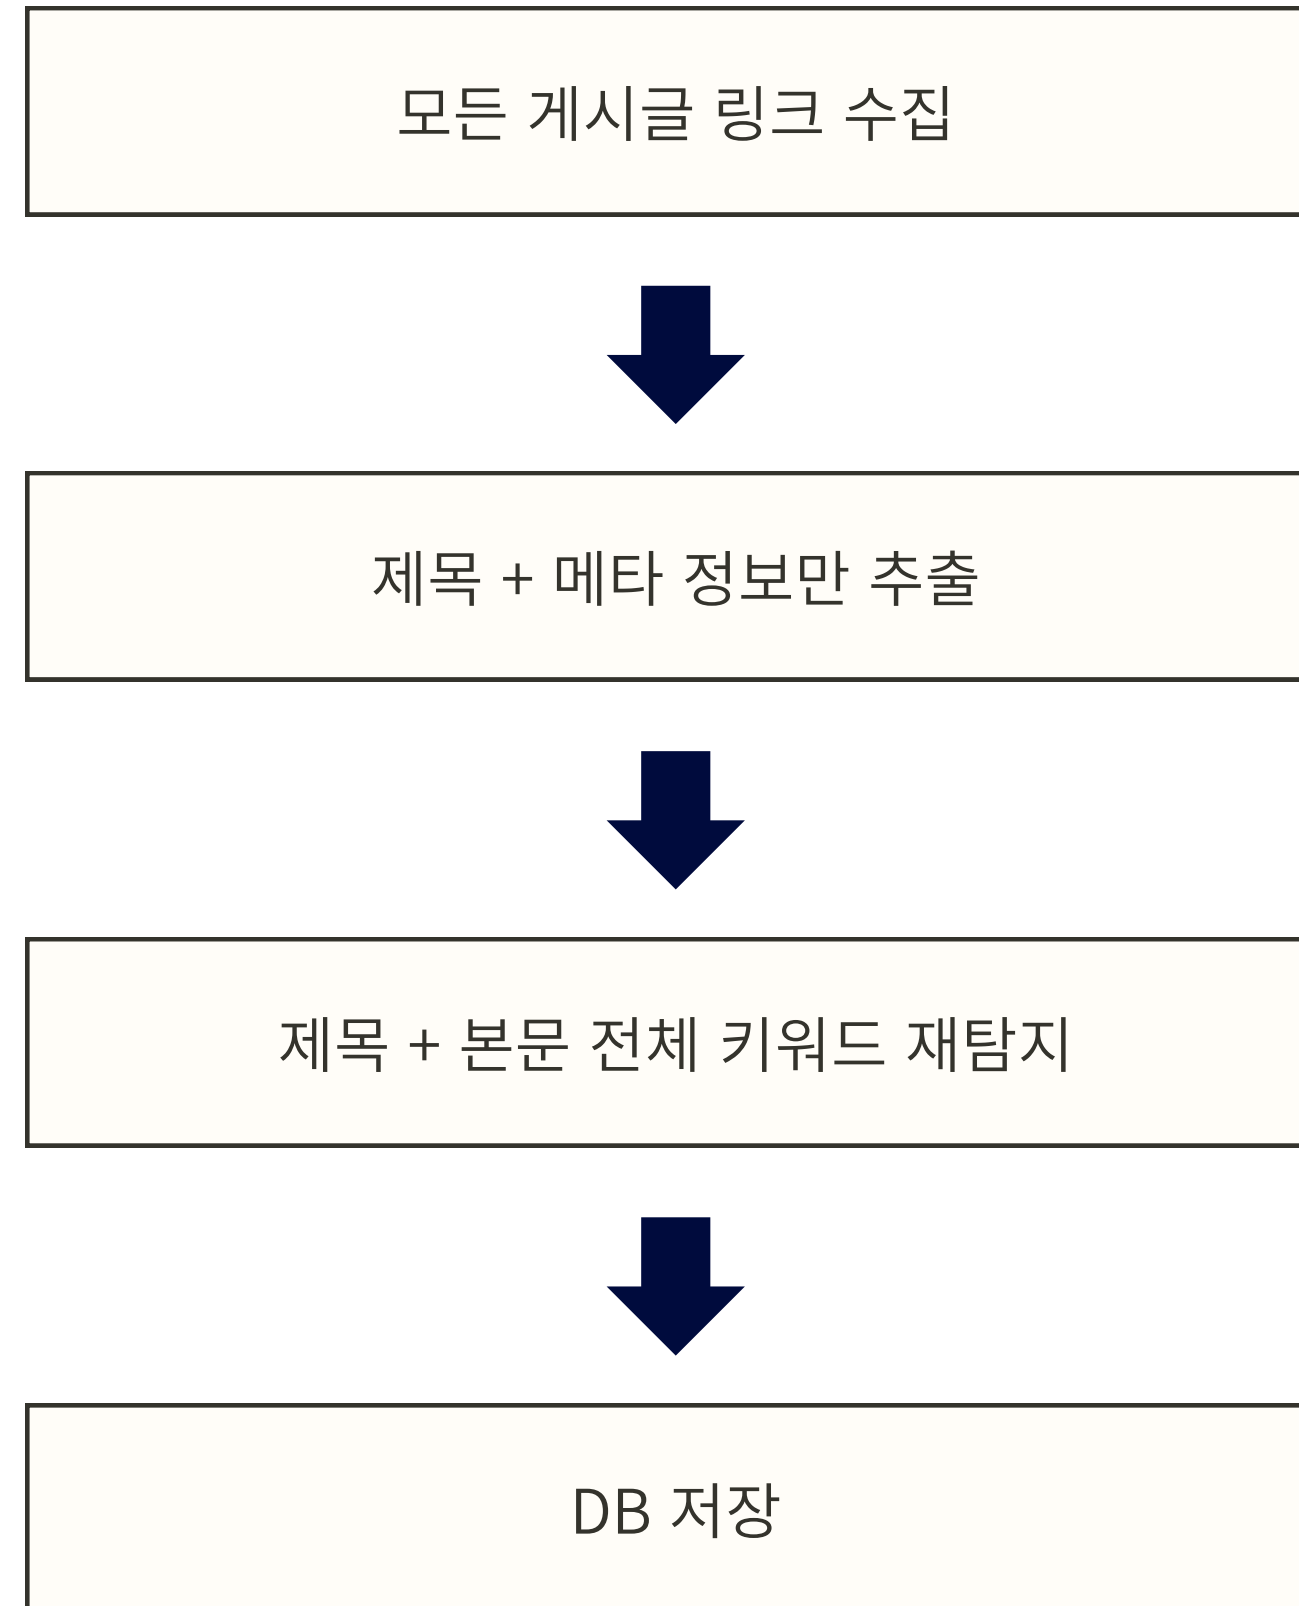 모든 게시글 링크 수집
제목 + 메타 정보만 추출
제목 + 본문 전체 키워드 재탐지
DB 저장